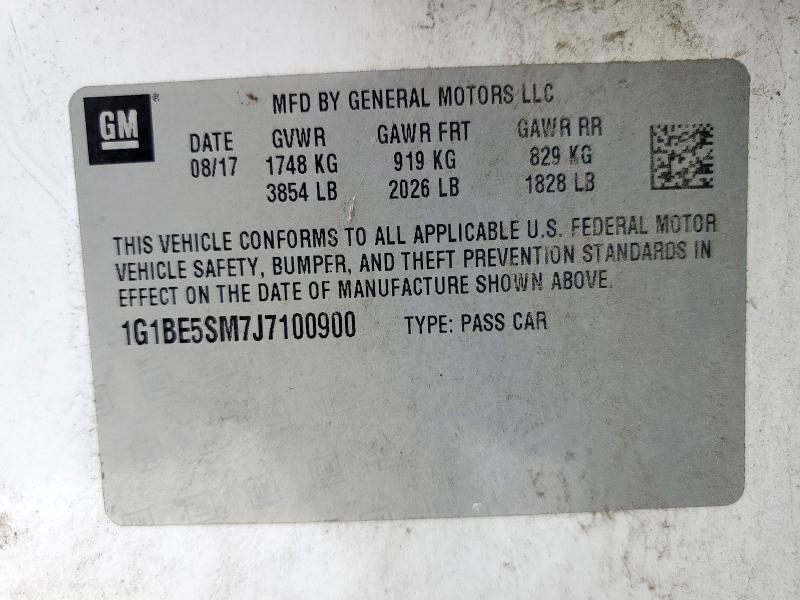 GM
MFD BY GENERAL MOTORS LLC
DATE GVWR GAWR FRT GAWR RR
08/17 1748 KG 919 KG 829 KG
3854 LB 2026 LB 1828 LB
THIS VEHICLE CONFORMS TO ALL APPLICABLE U.S. FEDERAL MOTOR
VEHICLE SAFETY, BUMPER, AND THEFT PREVENTION STANDARDS IN
EFFECT ON THE DATE OF MANUFACTURE SHOWN ABOVE.
1G1BE5SM7J7100900 TYPE: PASS CAR